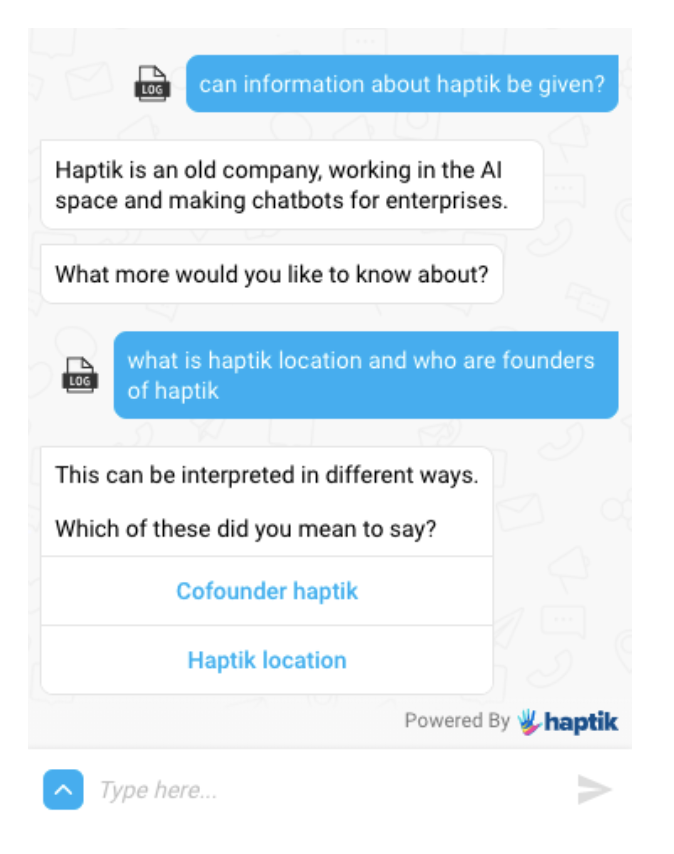 LOG
can information about haptik be given?
Haptik is an old company, working in the AI
space and making chatbots for enterprises.
What more would you like to know about?
LOG
what is haptik location and who are founders
of haptik
This can be interpreted in different ways.
Which of these did you mean to say?
Cofounder haptik
Haptik location
Powered By haptik
Type here...